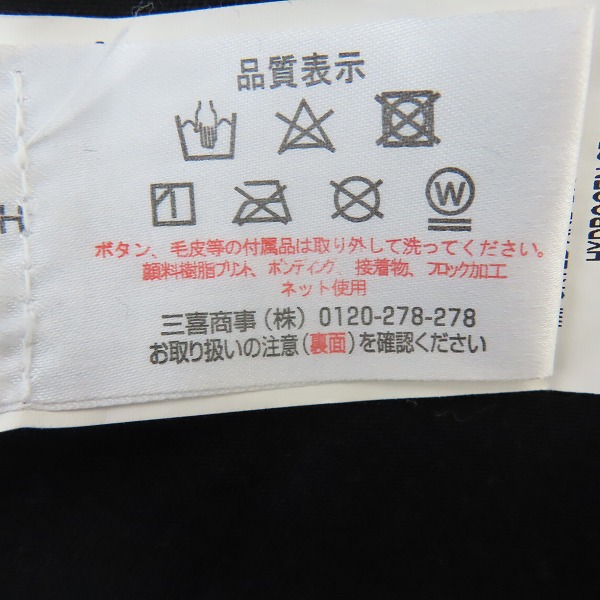 品質表示
W
ボタン、毛皮等の付属品は取り外して洗ってください。
顔料樹脂プリント、ボンディング、接着物、フロック加工
ネット使用
三喜商事(株) 0120-278-278
お取り扱いの注意(裏面)を確認ください
H